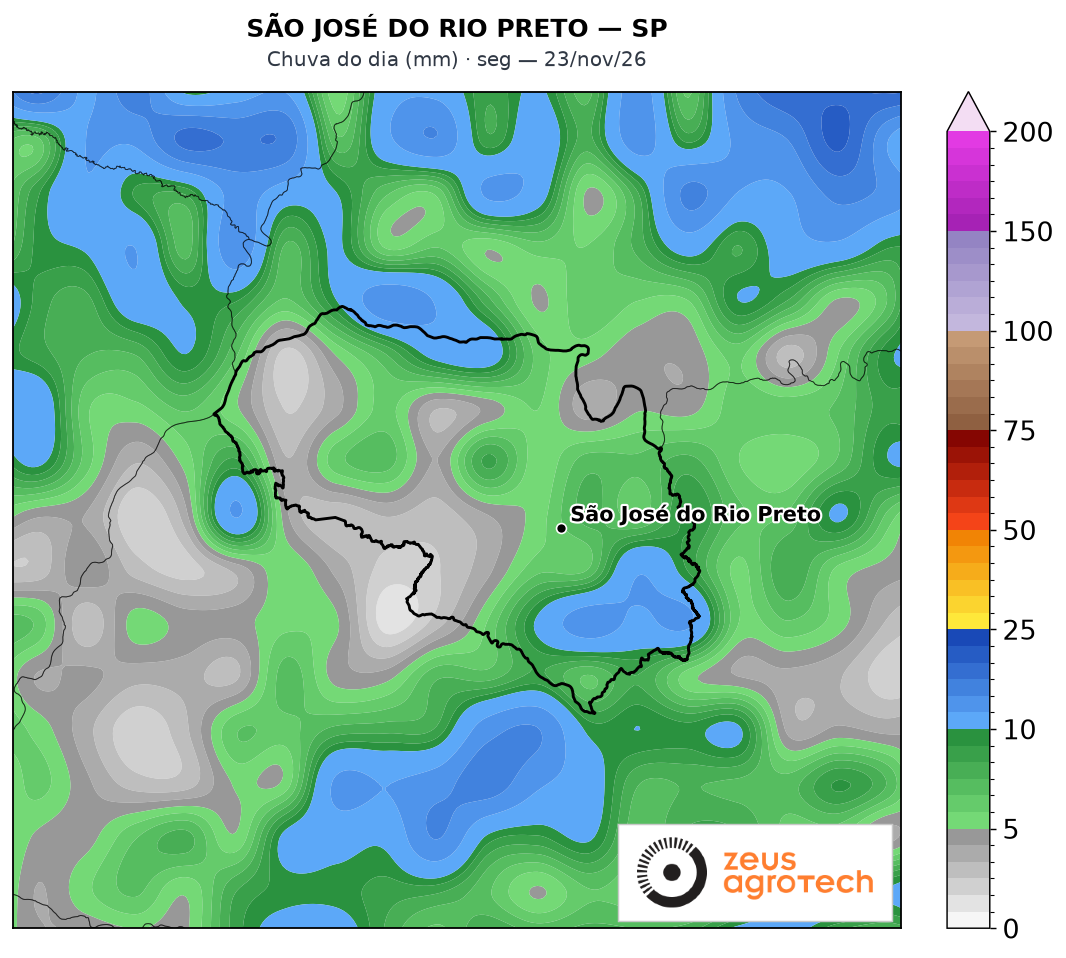 SÃO JOSÉ DO RIO PRETO — SP
Chuva do dia (mm) · seg — 23/nov/26
200
150
100
75
50
25
10
5
0
São José do Rio Preto
zeus
agrotech